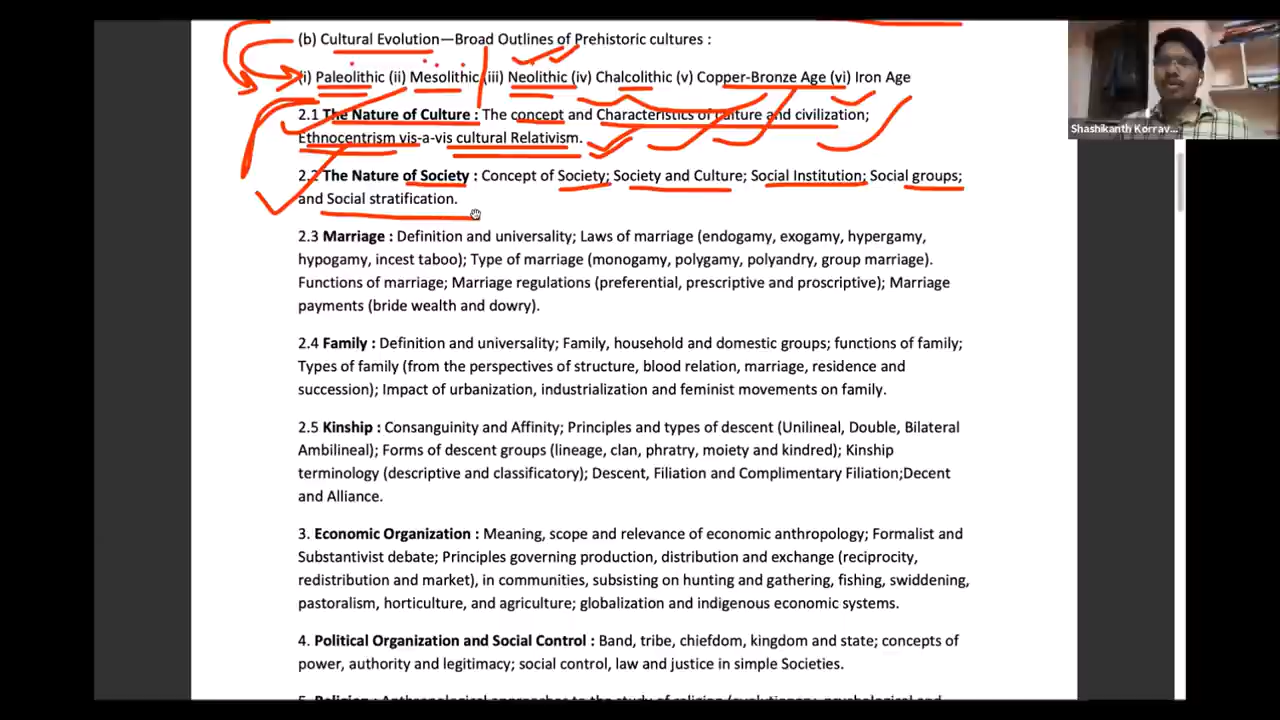 (b) Cultural Evolution—Broad Outlines of Prehistoric cultures :
(i) Paleolithic (ii) Mesolithic (iii) Neolithic (iv) Chalcolithic (v) Copper-Bronze Age (vi) Iron Age
2.1 The Nature of Culture : The concept and Characteristics of culture and civilization;
Ethnocentrism vis-a-vis cultural Relativism.
2.2 The Nature of Society : Concept of Society; Society and Culture; Social Institution; Social groups;
and Social stratification.
2.3 Marriage : Definition and universality; Laws of marriage (endogamy, exogamy, hypergamy,
hypogamy, incest taboo); Type of marriage (monogamy, polygamy, polyandry, group marriage).
Functions of marriage; Marriage regulations (preferential, prescriptive and proscriptive); Marriage
payments (bride wealth and dowry).
2.4 Family : Definition and universality; Family, household and domestic groups; functions of family;
Types of family (from the perspectives of structure, blood relation, marriage, residence and
succession); Impact of urbanization, industrialization and feminist movements on family.
2.5 Kinship : Consanguinity and Affinity; Principles and types of descent (Unilineal, Double, Bilateral
Ambilineal); Forms of descent groups (lineage, clan, phratry, moiety and kindred); Kinship
terminology (descriptive and classificatory); Descent, Filiation and Complimentary Filiation;Decent
and Alliance.
3. Economic Organization : Meaning, scope and relevance of economic anthropology; Formalist and
Substantivist debate; Principles governing production, distribution and exchange (reciprocity,
redistribution and market), in communities, subsisting on hunting and gathering, fishing, swiddening,
pastoralism, horticulture, and agriculture; globalization and indigenous economic systems.
4. Political Organization and Social Control : Band, tribe, chiefdom, kingdom and state; concepts of
power, authority and legitimacy; social control, law and justice in simple Societies.
5. Religion : Anthropological approaches to the study of religion (evolutionary, psychological and
Shashikanth Korrav...